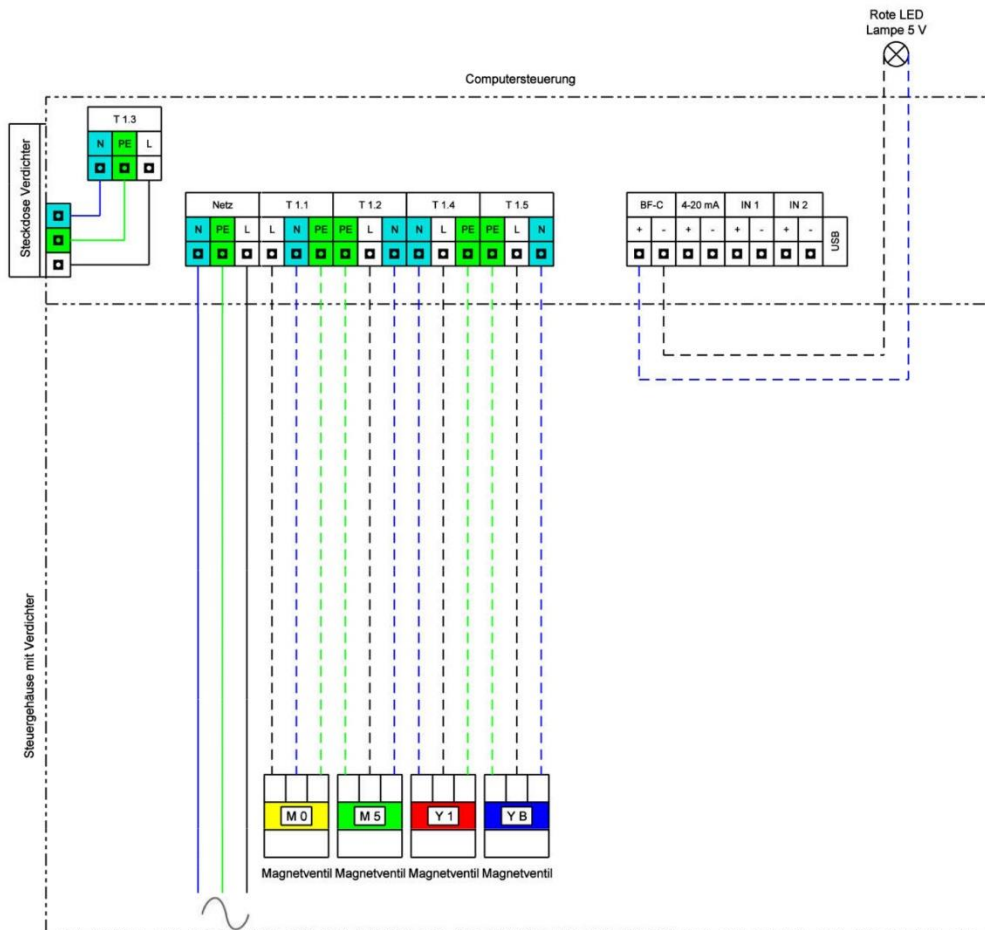 Rote LED
Lampe 5 V
Computersteuerung
T 1.3
N PE L
Steckdose Verdichter
Netz T 1.1 T 1.2 T 1.4 T 1.5
N PE L L N PE PE L N N L PE PE L N
BF-C 4-20 mA IN 1 IN 2
+ - + - + - + -
USB
Steuergehäuse mit Verdichter
M 0 M 5 Y 1 Y B
Magnetventil Magnetventil Magnetventil Magnetventil